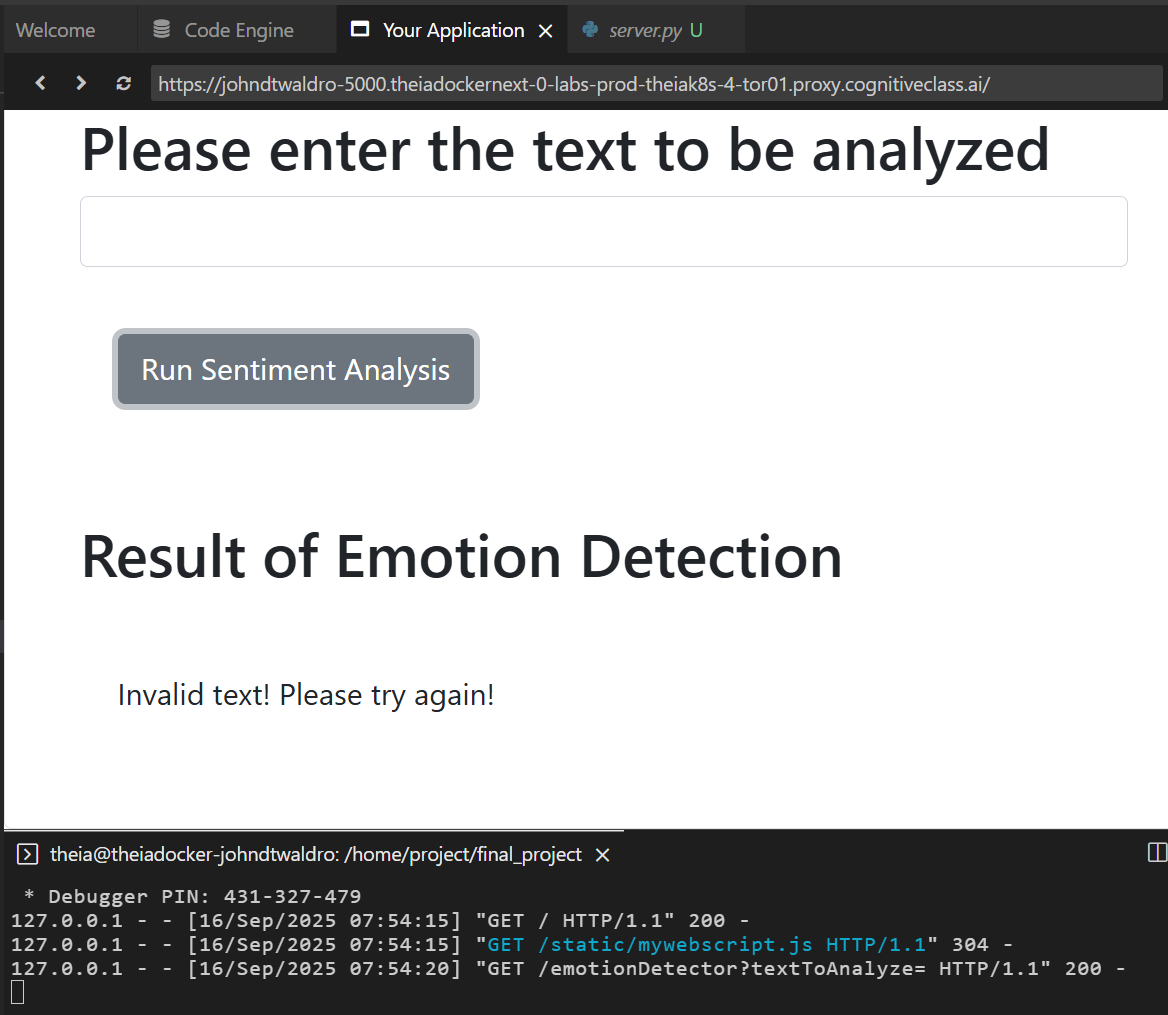 Welcome Code Engine Your Application server.py U
https://johndtwaldro-5000.theiadockernext-0-labs-prod-theiak8s-4-tor01.proxy.cognitiveclass.ai/
Please enter the text to be analyzed
Run Sentiment Analysis
Result of Emotion Detection
Invalid text! Please try again!
theia@theiadocker-johndtwaldro: /home/project/final_project
* Debugger PIN: 431-327-479
127.0.0.1 - - [16/Sep/2025 07:54:15] "GET / HTTP/1.1" 200 -
127.0.0.1 - - [16/Sep/2025 07:54:15] "GET /static/mywebscript.js HTTP/1.1" 304 -
127.0.0.1 - - [16/Sep/2025 07:54:20] "GET /emotionDetector?textToAnalyze= HTTP/1.1" 200 -